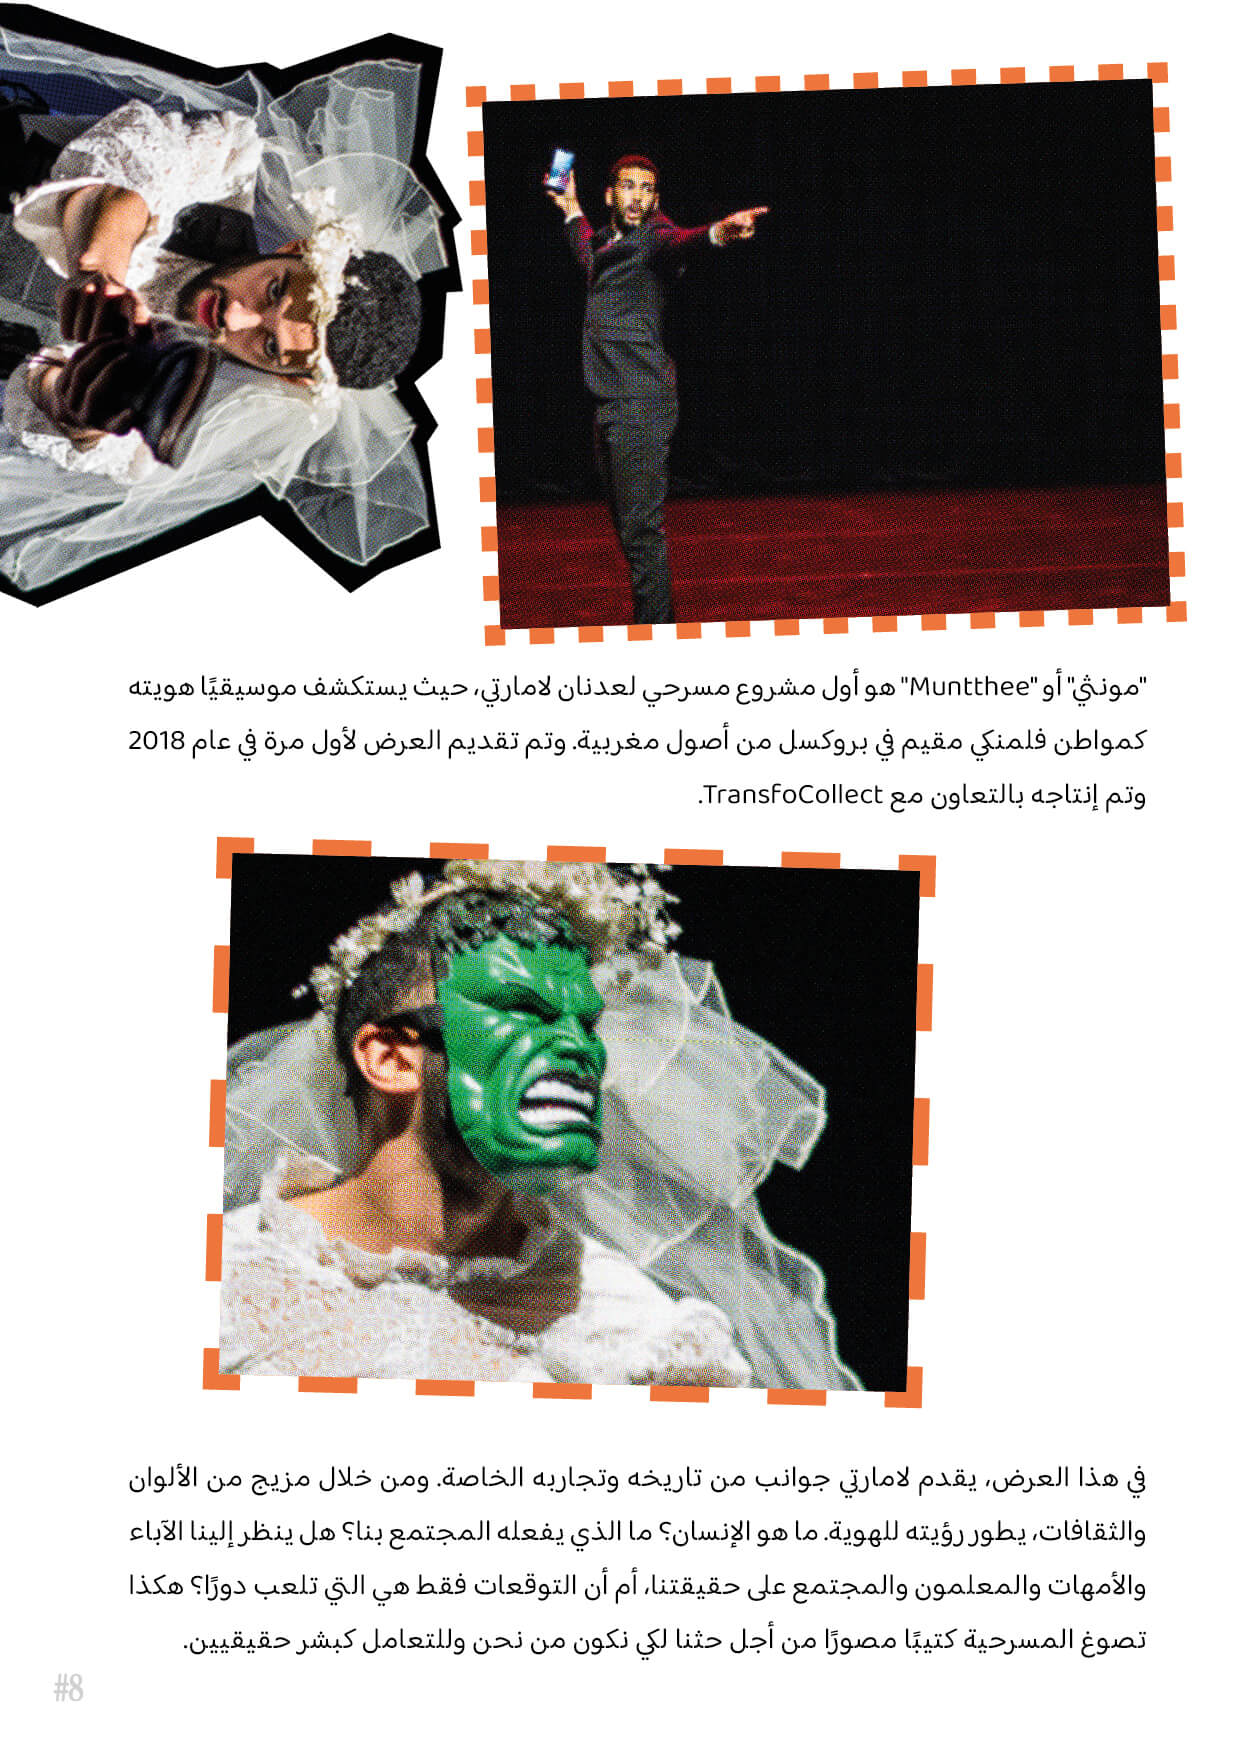 "مونثي" أو "Muntthee" هو أول مشروع مسرحي لعدنان لامارتي، حيث يستكشف موسيقيًا هويته
كمواطن فلمنكي مقيم في بروكسل من أصول مغربية. وتم تقديم العرض لأول مرة في عام 2018
وتم إنتاجه بالتعاون مع TransfoCollect.
في هذا العرض، يقدم لامارتي جوانب من تاريخه وتجاربه الخاصة. ومن خلال مزيج من الألوان
والثقافات، يطور رؤيته للهوية. ما هو الإنسان؟ ما الذي يفعله المجتمع بنا؟ هل ينظر إلينا الآباء
والأمهات والمعلمون والمجتمع على حقيقتنا، أم أن التوقعات فقط هي التي تلعب دورًا؟ هكذا
تصوغ المسرحية كتيبًا مصورًا من أجل حثنا لكي نكون من نحن وللتعامل كبشر حقيقيين.
#8